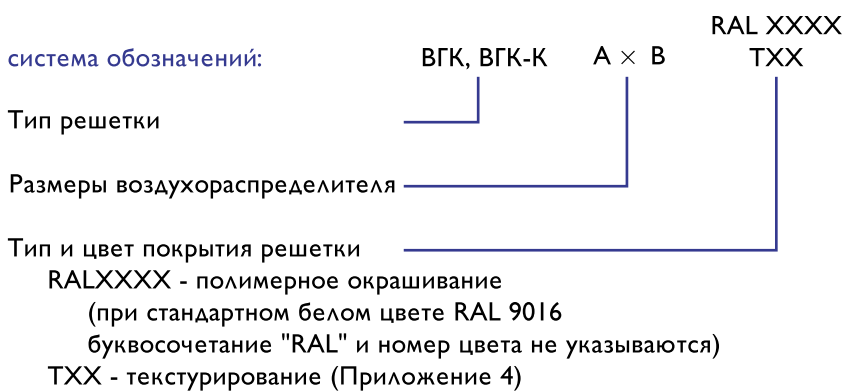 RAL XXXX
система обозначений: ВГК, ВГК-К A × B TXX
Тип решетки
Размеры воздухораспределителя
Тип и цвет покрытия решетки
RALXXXX - полимерное окрашивание
(при стандартном белом цвете RAL 9016
буквосочетание "RAL" и номер цвета не указываются)
TXX - текстурирование (Приложение 4)